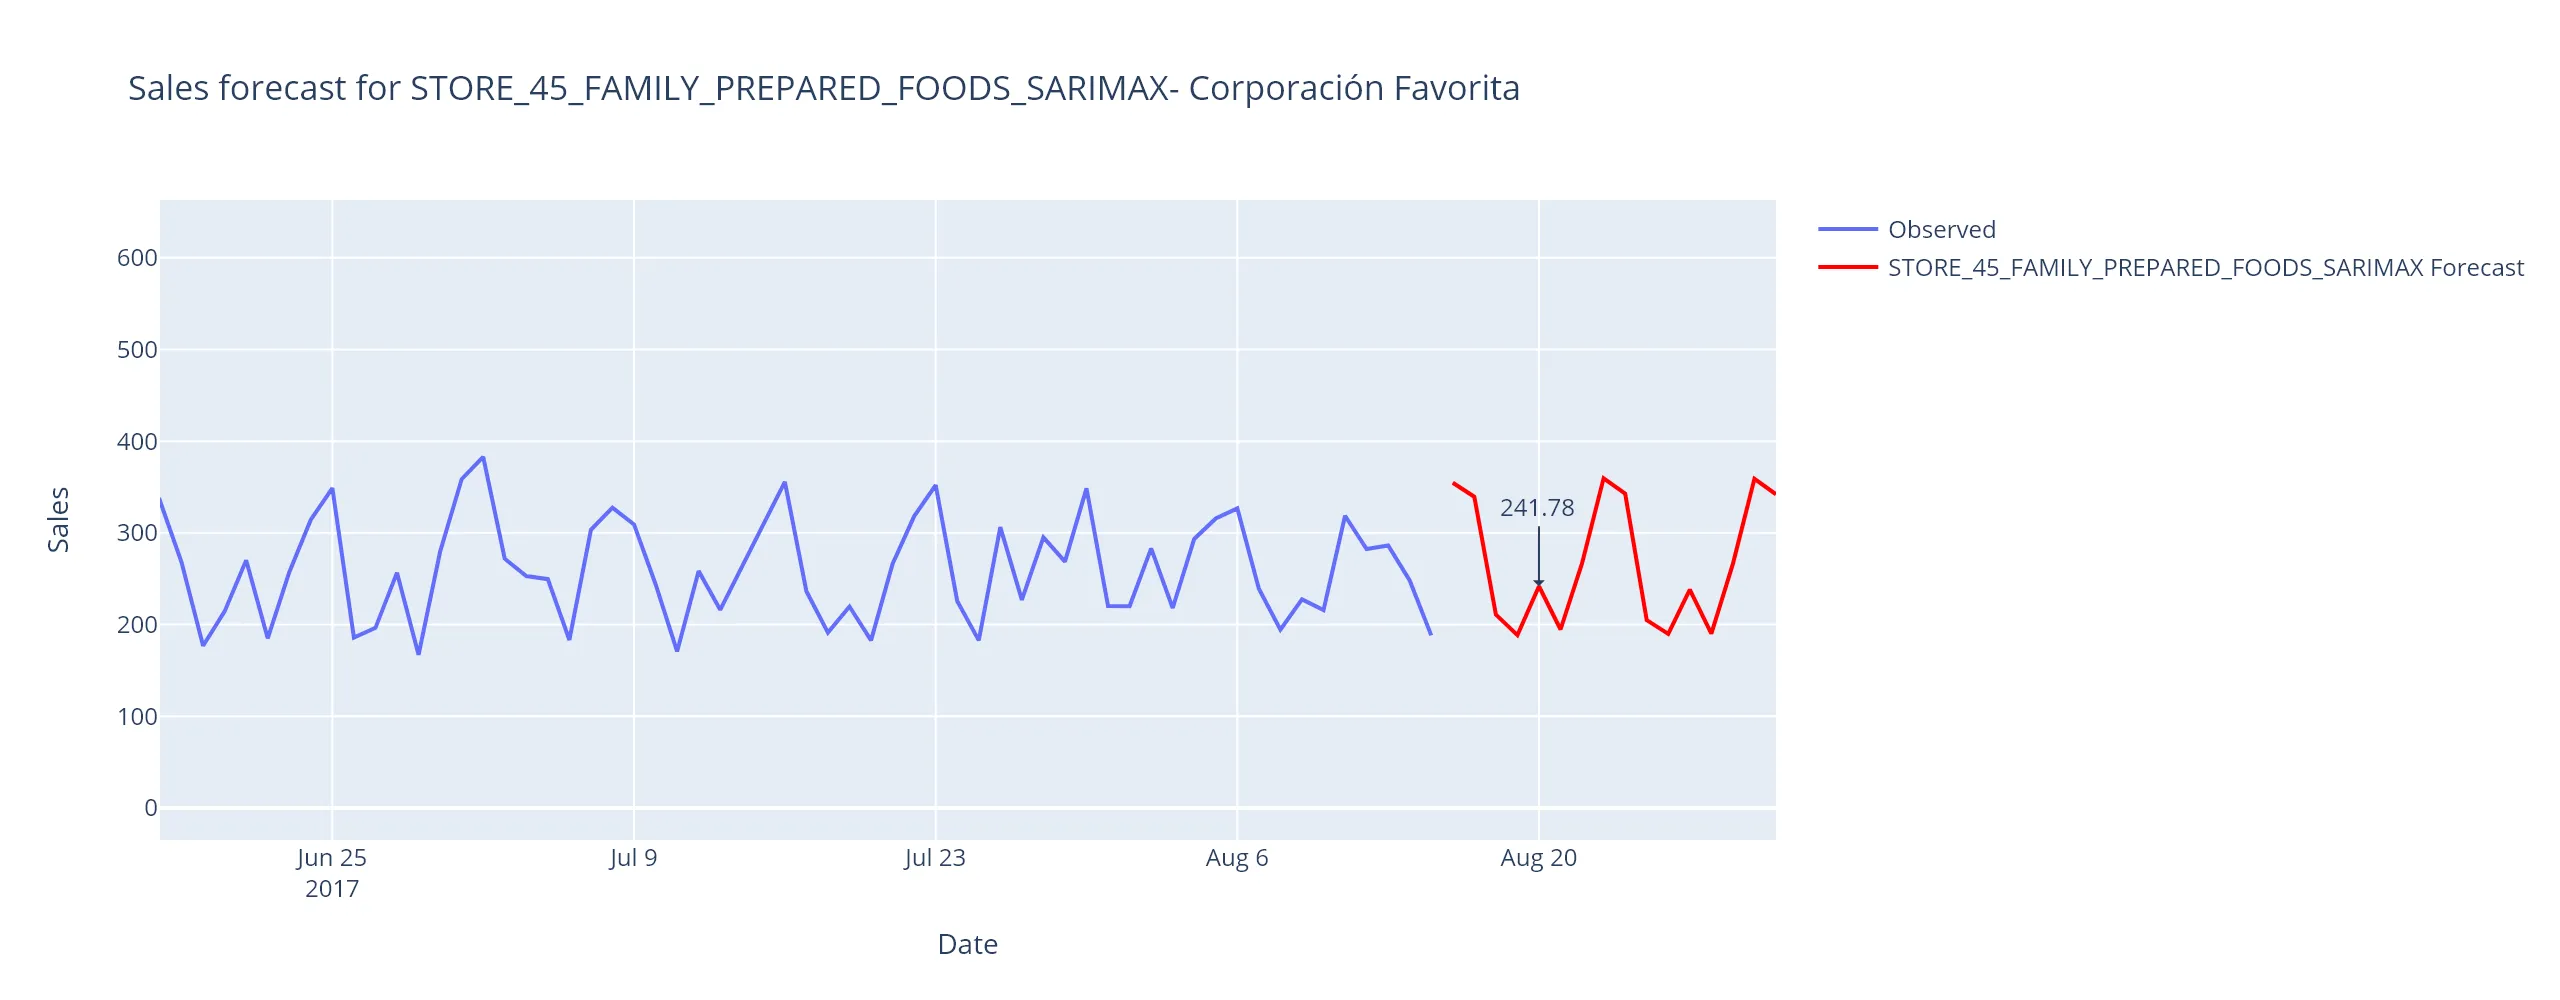 Sales forecast for STORE_45_FAMILY_PREPARED_FOODS_SARIMAX- Corporación Favorita
Observed
STORE_45_FAMILY_PREPARED_FOODS_SARIMAX Forecast
600
500
400
300
200
100
0
Sales
241.78
Jun 25
2017
Jul 9
Jul 23
Aug 6
Aug 20
Date